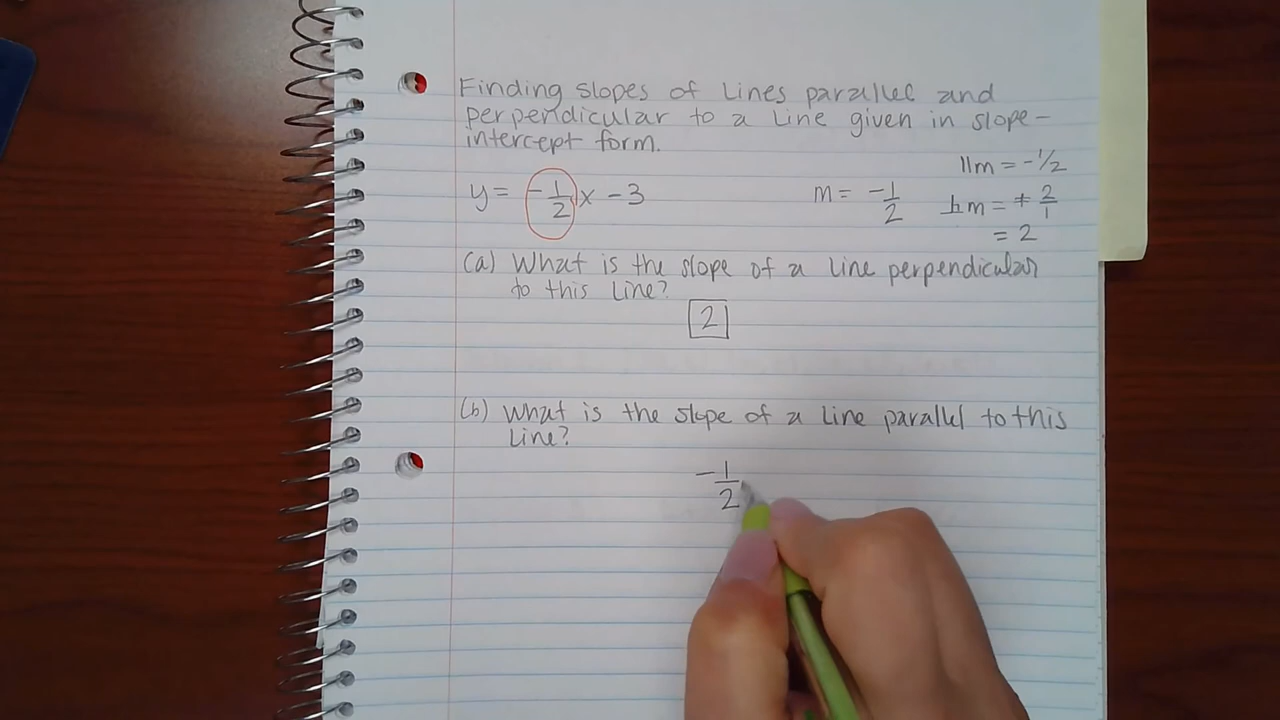 Finding slopes of lines parallel and
perpendicular to a line given in slope-
intercept form.
||m = -1/2
y = -1/2 x - 3
m = -1/2
⊥m = + 2/1
= 2
(a) What is the slope of a line perpendicular
to this line?
2
(b) What is the slope of a line parallel to this
line?
-1/2